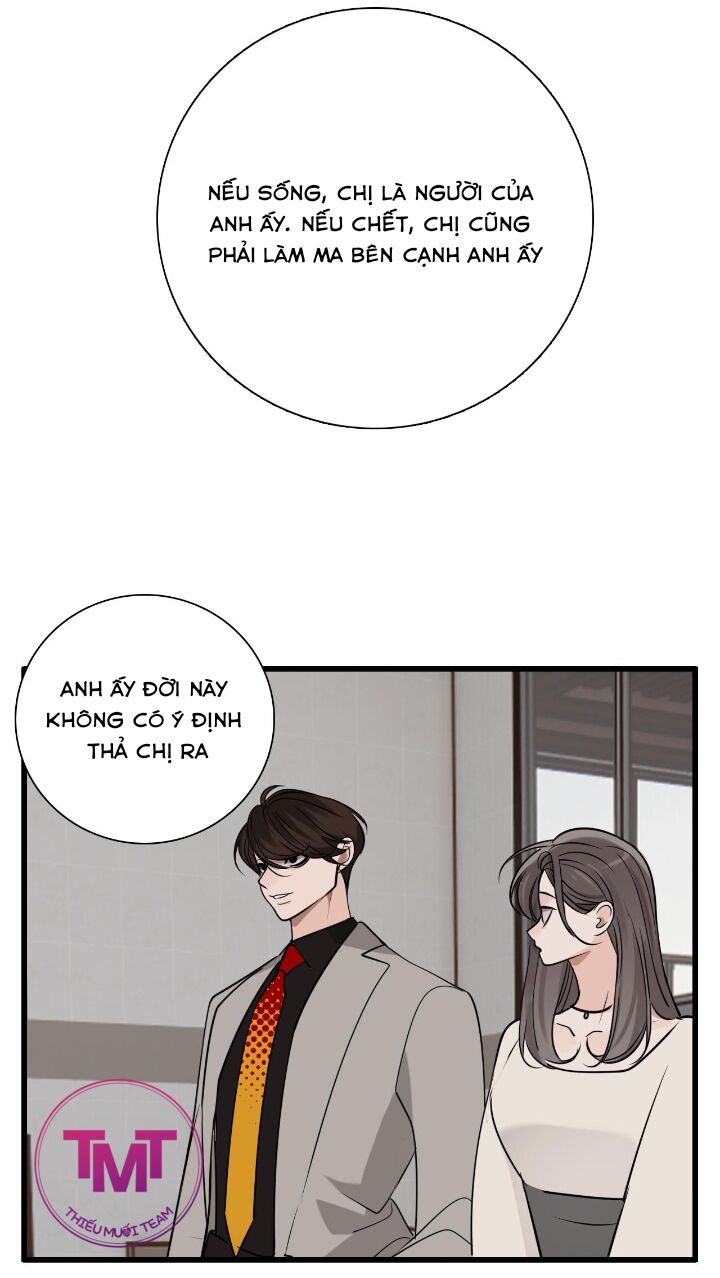 NẾU SỐNG, CHỊ LÀ NGƯỜI CỦA
ANH ẤY. NẾU CHẾT, CHỊ CŨNG
PHẢI LÀM MA BÊN CẠNH ANH ẤY
ANH ẤY ĐỜI NÀY
KHÔNG CÓ Ý ĐỊNH
THẢ CHỊ RA
TMT
THIẾU MUỐI TEAM